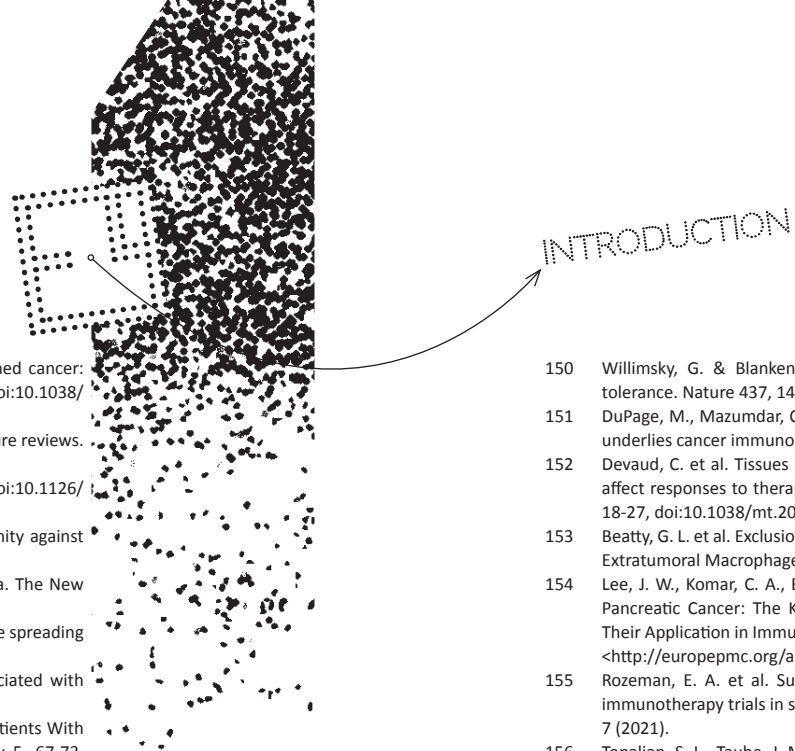 INTRODUCTION
ned cancer:
oi:10.1038/
ure reviews.
oi:10.1126/
nity against
a. The New
e spreading
ciated with
tients With
150 Willimsky, G. & Blanken
tolerance. Nature 437, 14
151 DuPage, M., Mazumdar, C
underlies cancer immuno
152 Devaud, C. et al. Tissues
affect responses to therap
18-27, doi:10.1038/mt.20
153 Beatty, G. L. et al. Exclusio
Extratumoral Macrophage
154 Lee, J. W., Komar, C. A., B
Pancreatic Cancer: The K
Their Application in Immu
<http://europepmc.org/a
155 Rozeman, E. A. et al. Su
immunotherapy trials in s
7 (2021).